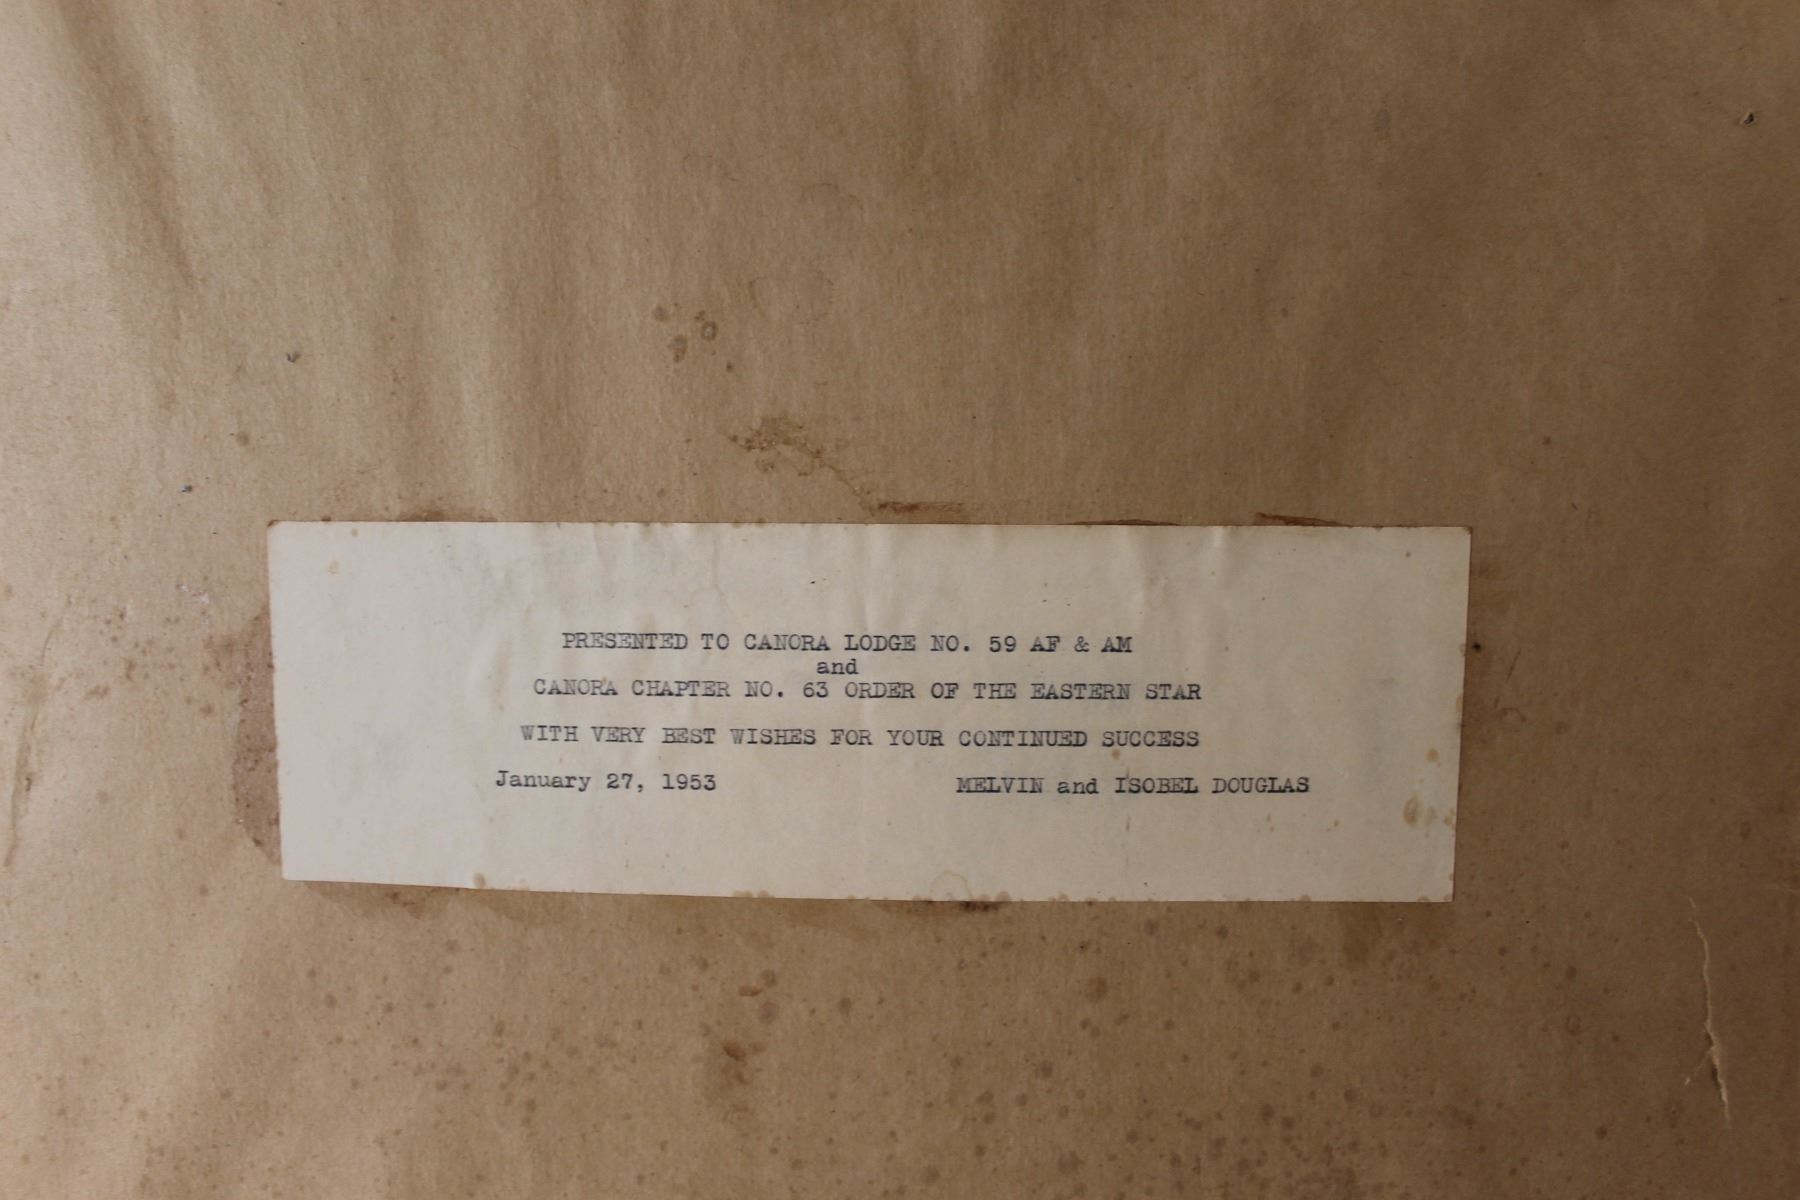 PRESENTED TO CANORA LODGE NO. 59 AF & AM
and
CANORA CHAPTER NO. 63 ORDER OF THE EASTERN STAR
WITH VERY BEST WISHES FOR YOUR CONTINUED SUCCESS
January 27, 1953 MELVIN and ISOBEL DOUGLAS